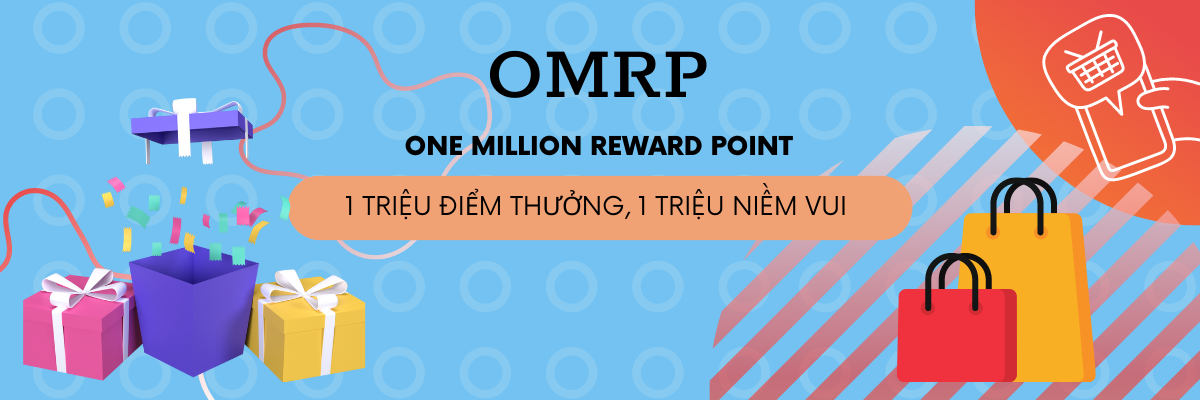 OMRP
ONE MILLION REWARD POINT
1 TRIỆU ĐIỂM THƯỞNG, 1 TRIỆU NIỀM VUI